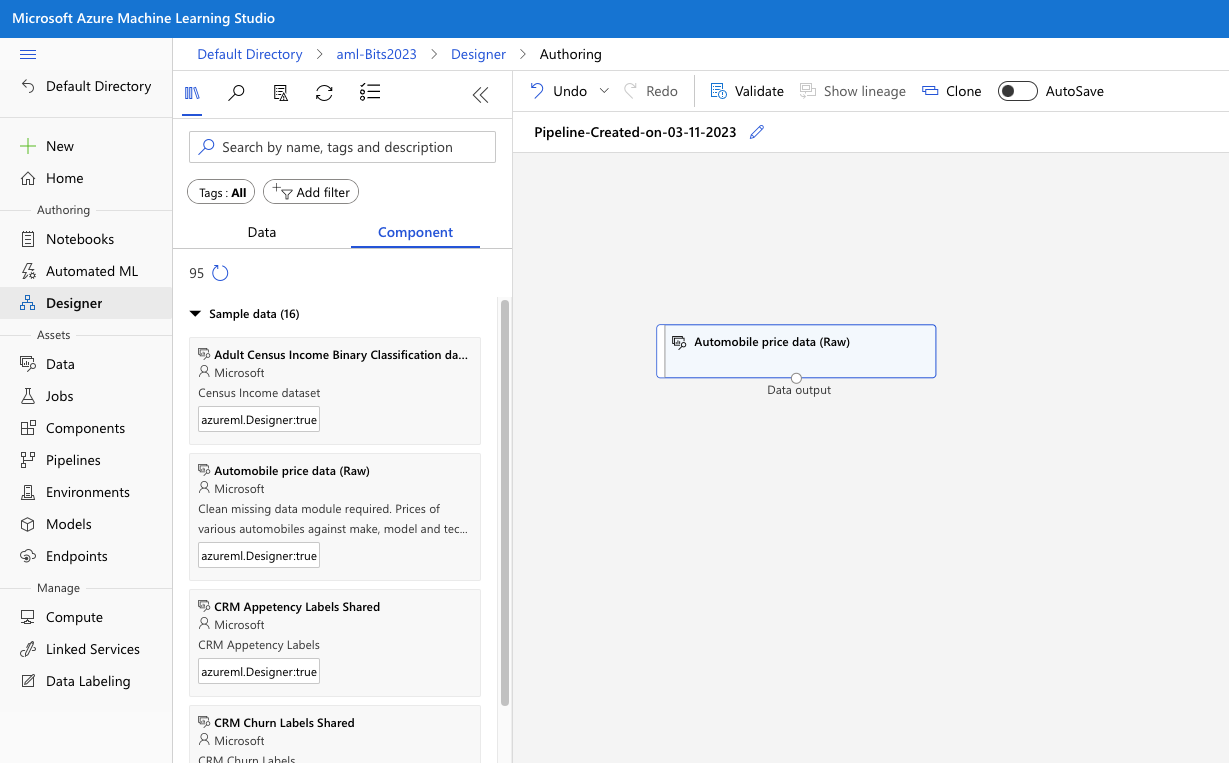 Microsoft Azure Machine Learning Studio
Default Directory
New
Home
Authoring
Notebooks
Automated ML
Designer
Assets
Data
Jobs
Components
Pipelines
Environments
Models
Endpoints
Manage
Compute
Linked Services
Data Labeling
Default Directory > aml-Bits2023 > Designer > Authoring
Search by name, tags and description
Tags : All Add filter
Data Component
95
Sample data (16)
Adult Census Income Binary Classification da...
Microsoft
Census Income dataset
azureml.Designer:true
Automobile price data (Raw)
Microsoft
Clean missing data module required. Prices of
various automobiles against make, model and tec...
azureml.Designer:true
CRM Appetency Labels Shared
Microsoft
CRM Appetency Labels
azureml.Designer:true
CRM Churn Labels Shared
Microsoft
CRM Churn Labels
Undo Redo Validate Show lineage Clone AutoSave
Pipeline-Created-on-03-11-2023
Automobile price data (Raw)
Data output